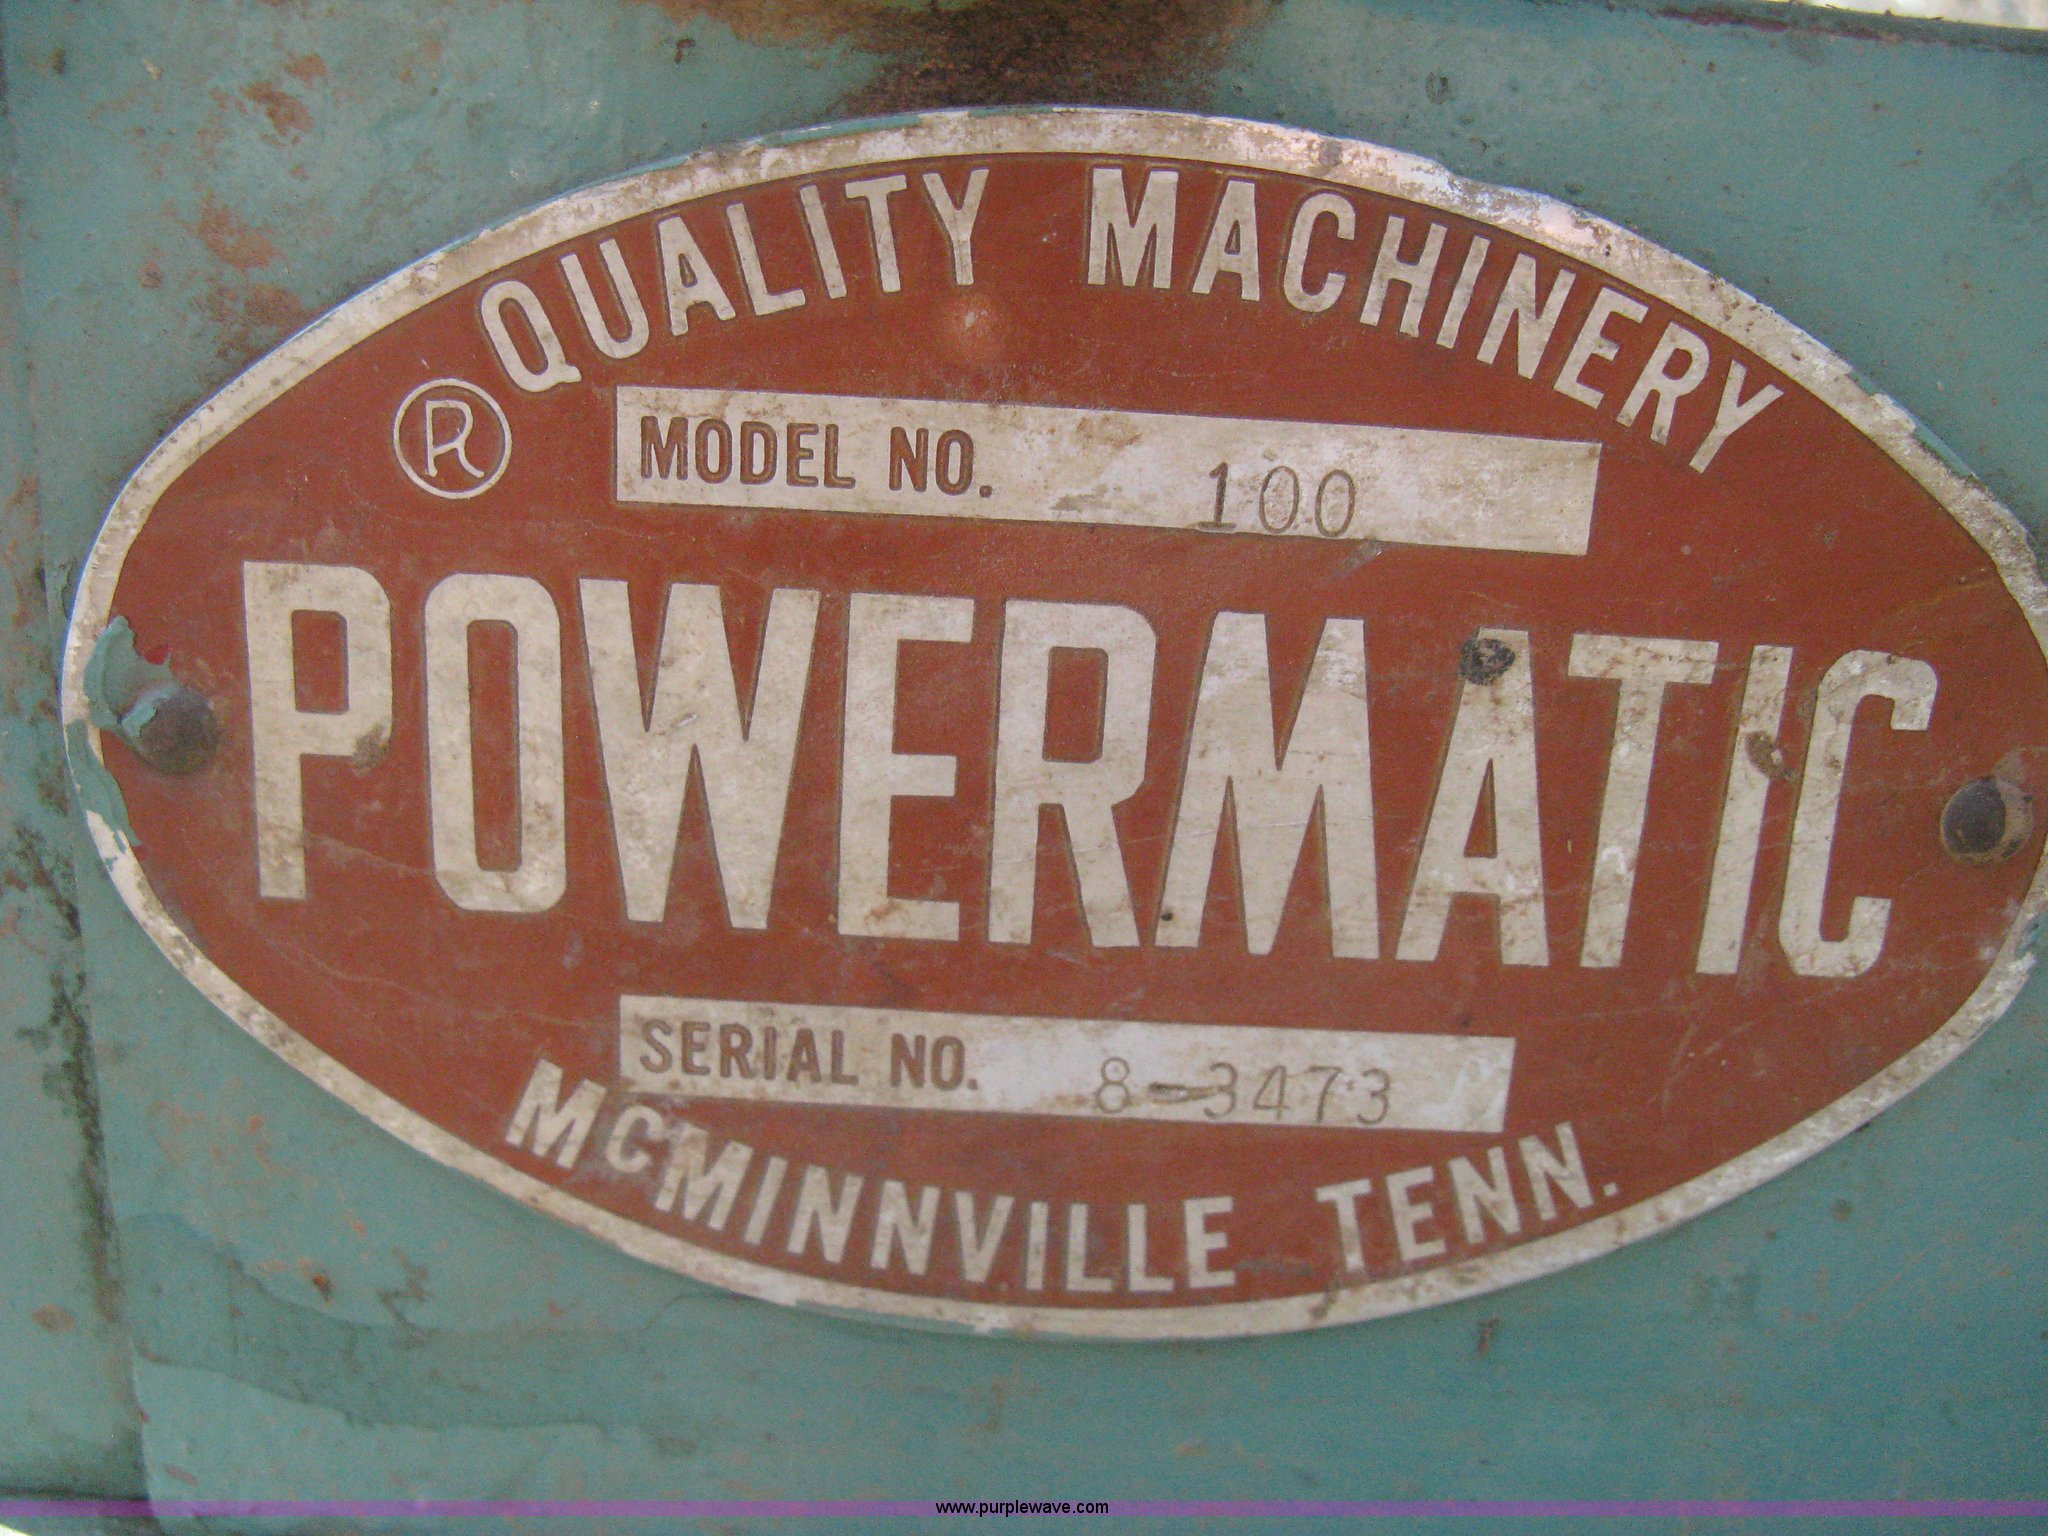 QUALITY MACHINERY
®
MODEL NO. 100
POWERMATIC
SERIAL NO. 8-3473
MCMINNVILLE TENN.
www.purplewave.com